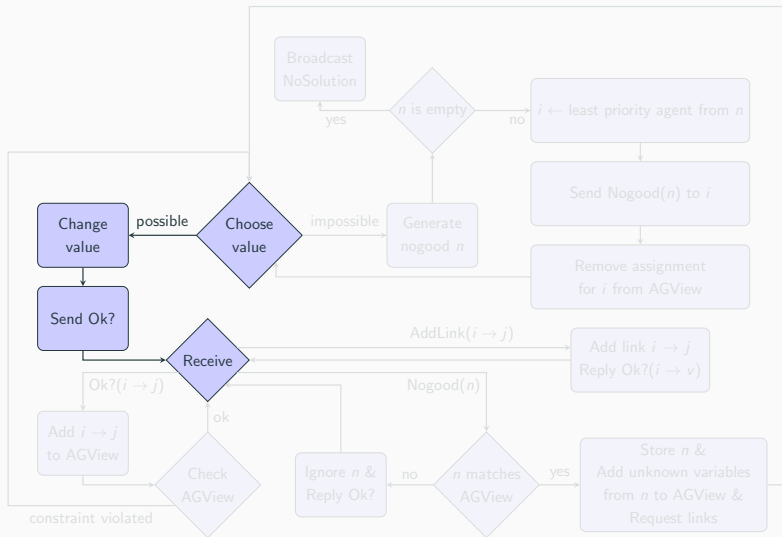 Broadcast
NoSolution
n is empty
i ← least priority agent from n
yes
no
Send Nogood(n) to i
Change
value
possible
Choose
value
impossible
Generate
nogood n
Remove assignment
for i from AGView
Send Ok?
Receive
AddLink(i → j)
Add link i → j
Reply Ok?(i → v)
Ok?(i → j)
Nogood(n)
Add i → j
to AGView
ok
Check
AGView
Ignore n &
Reply Ok?
no
n matches
AGView
yes
Store n &
Add unknown variables
from n to AGView &
Request links
constraint violated